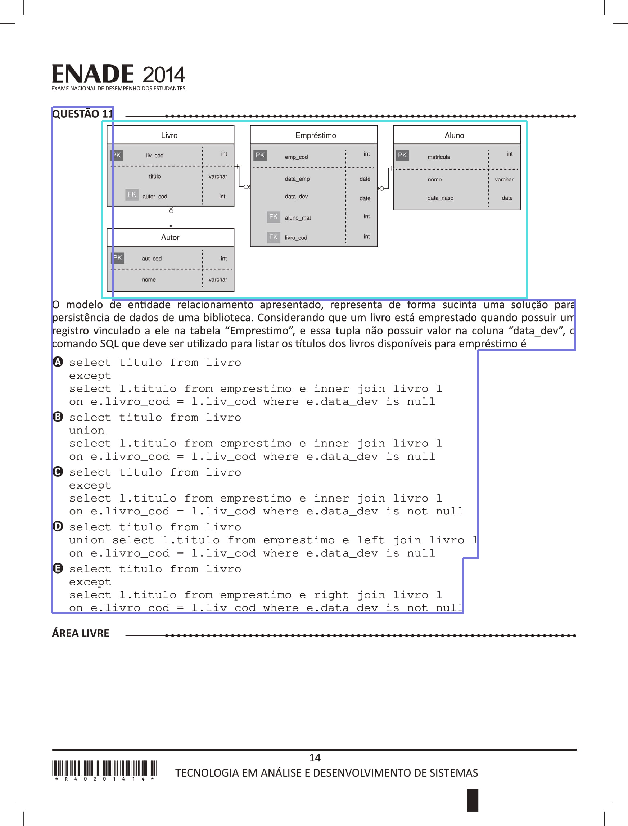 ENADE 2014
EXAME NACIONAL DE DESEMPENHO DOS ESTUDANTES
QUESTÃO 11
Livro
PK liv_cod int
titulo varchar
FK autor_cod int
Empréstimo
PK emp_cod int
data_emp date
data_dev date
FK aluno_mat int
FK livro_cod int
Aluno
PK matricula int
nome varchar
data_nasc date
Autor
PK aut_cod int
nome varchar
O modelo de entidade relacionamento apresentado, representa de forma sucinta uma solução para
persistência de dados de uma biblioteca. Considerando que um livro está emprestado quando possuir um
registro vinculado a ele na tabela “Emprestimo”, e essa tupla não possuir valor na coluna “data_dev”, o
comando SQL que deve ser utilizado para listar os títulos dos livros disponíveis para empréstimo é
A select titulo from livro
except
select l.titulo from emprestimo e inner join livro l
on e.livro_cod = l.liv_cod where e.data_dev is null
B select titulo from livro
union
select l.titulo from emprestimo e inner join livro l
on e.livro_cod = l.liv_cod where e.data_dev is null
C select titulo from livro
except
select l.titulo from emprestimo e inner join livro l
on e.livro_cod = l.liv_cod where e.data_dev is not null
D select titulo from livro
union select l.titulo from emprestimo e left join livro l
on e.livro_cod = l.liv_cod where e.data_dev is null
E select titulo from livro
except
select l.titulo from emprestimo e right join livro l
on e.livro_cod = l.liv_cod where e.data_dev is not null
ÁREA LIVRE
14
TECNOLOGIA EM ANÁLISE E DESENVOLVIMENTO DE SISTEMAS
*R40201414*